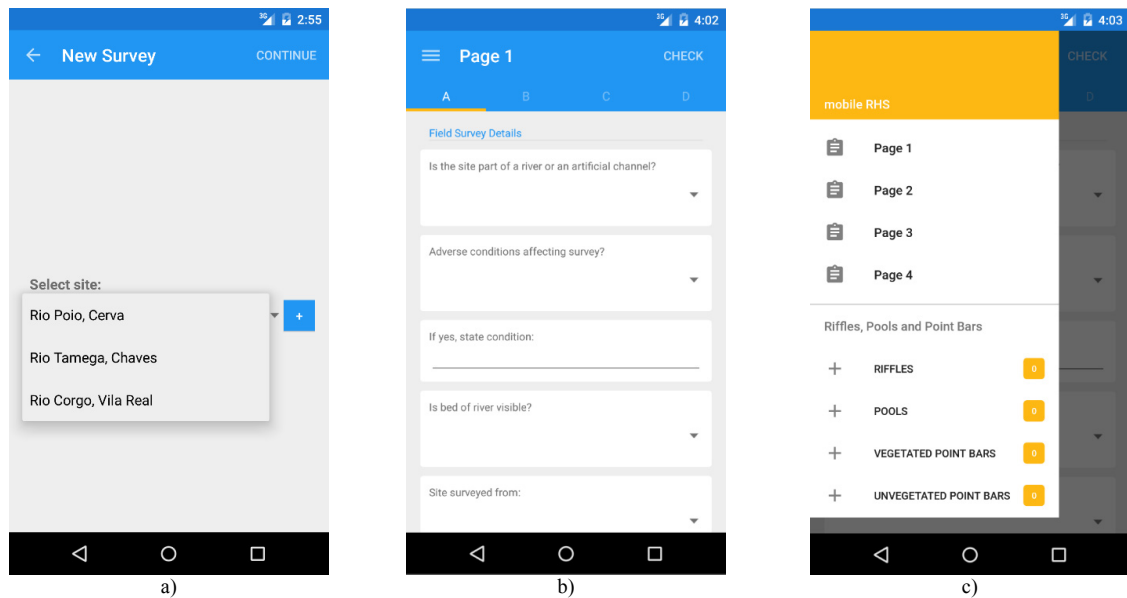 3G 2:55
New Survey CONTINUE
Select site:
Rio Poio, Cerva
+
Rio Tamega, Chaves
Rio Corgo, Vila Real
a)
3G 4:02
Page 1 CHECK
A B C D
Field Survey Details
Is the site part of a river or an artificial channel?
Adverse conditions affecting survey?
If yes, state condition:
Is bed of river visible?
Site surveyed from:
b)
3G 4:03
CHECK
D
mobile RHS
Page 1
Page 2
Page 3
Page 4
Riffles, Pools and Point Bars
+ RIFFLES 0
+ POOLS 0
+ VEGETATED POINT BARS 0
+ UNVEGETATED POINT BARS 0
c)